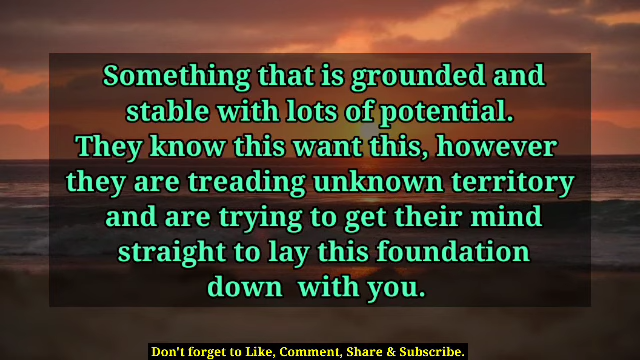 Something that is grounded and
stable with lots of potential.
They know this want this, however
they are treading unknown territory
and are trying to get their mind
straight to lay this foundation
down with you.
Don't forget to Like, Comment, Share & Subscribe.